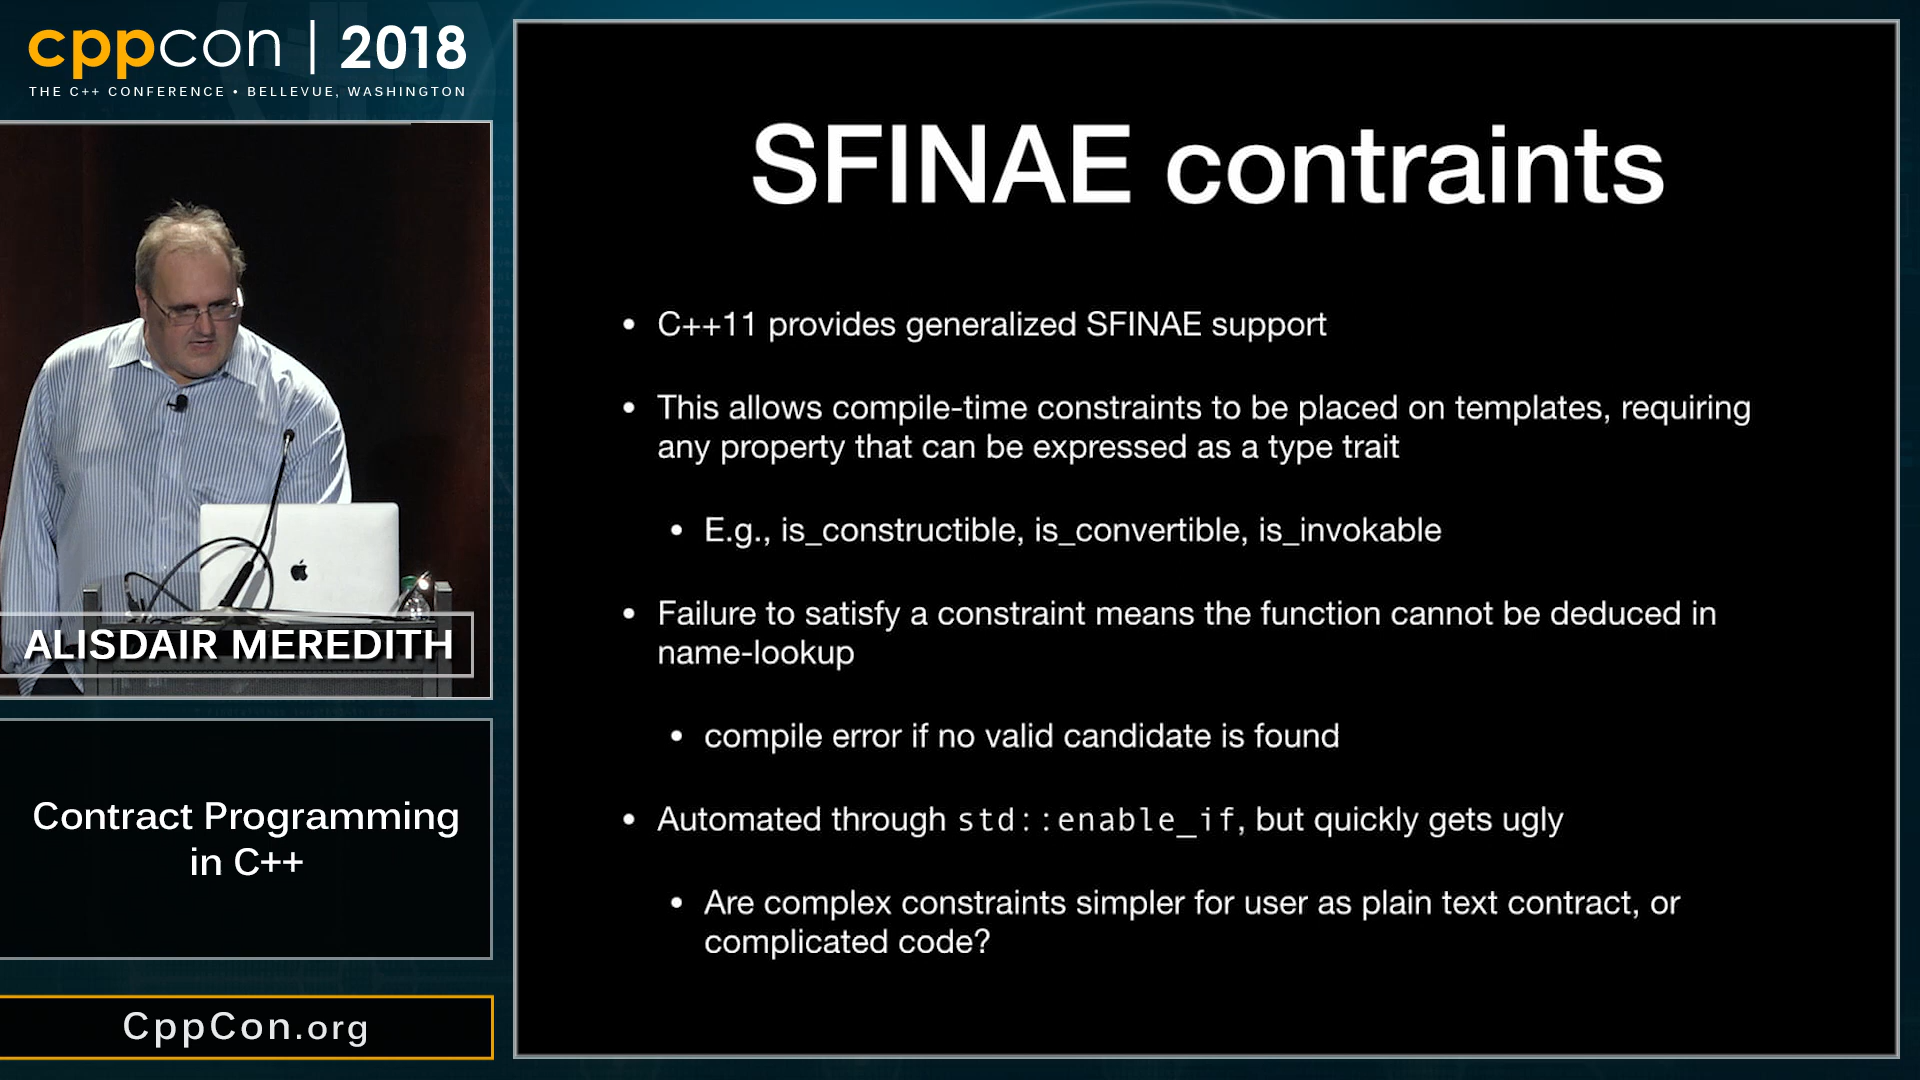 cppcon | 2018
THE C++ CONFERENCE • BELLEVUE, WASHINGTON
ALISDAIR MEREDITH
Contract Programming
in C++
CppCon.org
SFINAE contraints
• C++11 provides generalized SFINAE support
• This allows compile-time constraints to be placed on templates, requiring
any property that can be expressed as a type trait
• E.g., is_constructible, is_convertible, is_invokable
• Failure to satisfy a constraint means the function cannot be deduced in
name-lookup
• compile error if no valid candidate is found
• Automated through std::enable_if, but quickly gets ugly
• Are complex constraints simpler for user as plain text contract, or
complicated code?